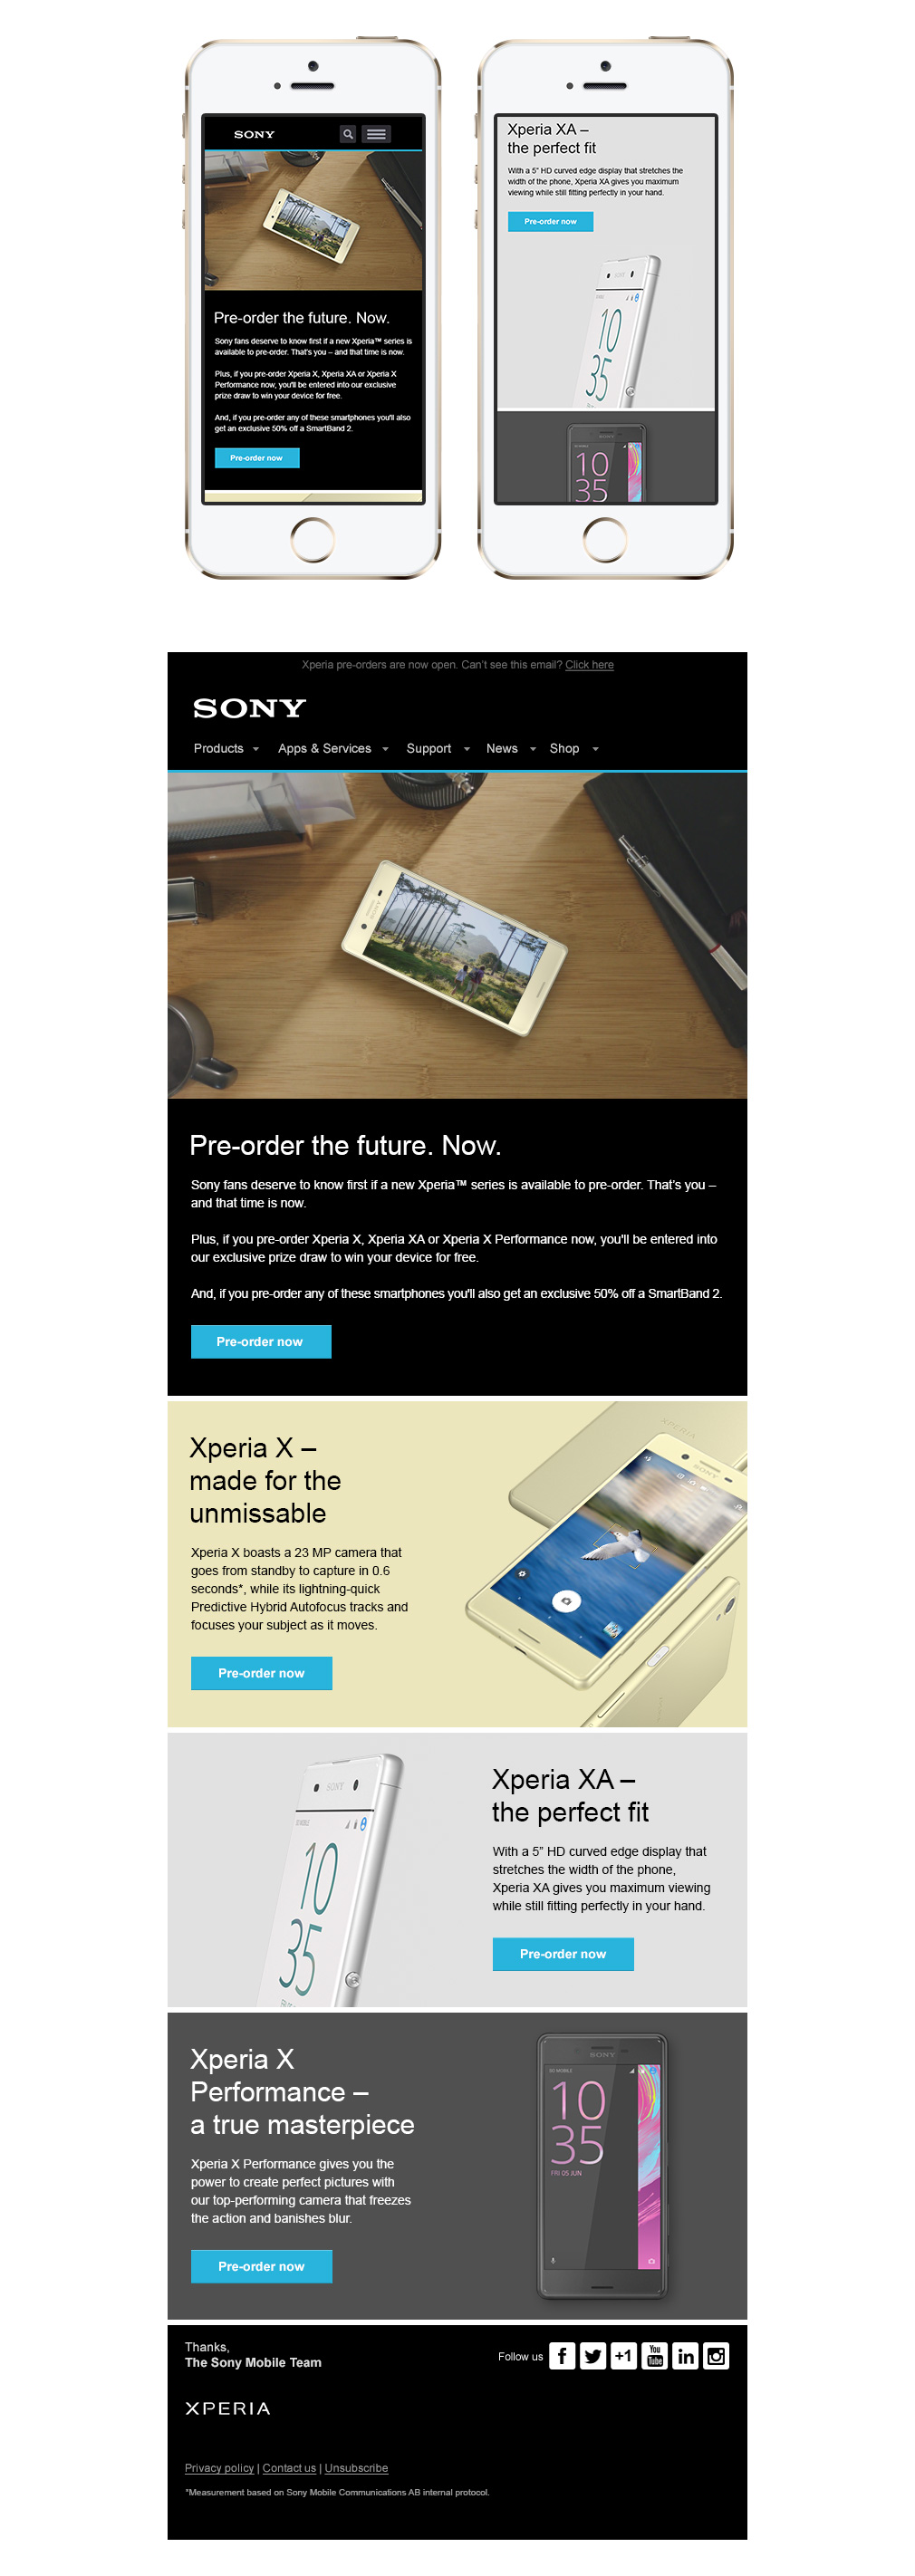 SONY
Pre-order the future. Now.
Sony fans deserve to know first if a new Xperia™ series is
available to pre-order. That's you – and that time is now.
Plus, if you pre-order Xperia X, Xperia XA or Xperia X
Performance now, you'll be entered into our exclusive
prize draw to win your device for free.
And, if you pre-order any of these smartphones you'll also
get an exclusive 50% off a SmartBand 2.
Pre-order now
Xperia XA –
the perfect fit
With a 5” HD curved edge display that stretches the
width of the phone, Xperia XA gives you maximum
viewing while still fitting perfectly in your hand.
Pre-order now
10
35
SONY
10
35
Xperia pre-orders are now open. Can't see this email? Click here
SONY
Products Apps & Services Support News Shop
SONY
Pre-order the future. Now.
Sony fans deserve to know first if a new Xperia™ series is available to pre-order. That's you –
and that time is now.
Plus, if you pre-order Xperia X, Xperia XA or Xperia X Performance now, you'll be entered into
our exclusive prize draw to win your device for free.
And, if you pre-order any of these smartphones you'll also get an exclusive 50% off a SmartBand 2.
Pre-order now
Xperia X –
made for the
unmissable
Xperia X boasts a 23 MP camera that
goes from standby to capture in 0.6
seconds*, while its lightning-quick
Predictive Hybrid Autofocus tracks and
focuses your subject as it moves.
Pre-order now
XPERIA
SONY
SONY
10
35
Xperia XA –
the perfect fit
With a 5” HD curved edge display that
stretches the width of the phone,
Xperia XA gives you maximum viewing
while still fitting perfectly in your hand.
Pre-order now
Xperia X
Performance –
a true masterpiece
Xperia X Performance gives you the
power to create perfect pictures with
our top-performing camera that freezes
the action and banishes blur.
Pre-order now
SONY
10
35
FRI 05 JUN
Thanks,
The Sony Mobile Team
Follow us f +1 You Tube in
XPERIA
Privacy policy | Contact us | Unsubscribe
*Measurement based on Sony Mobile Communications AB internal protocol.